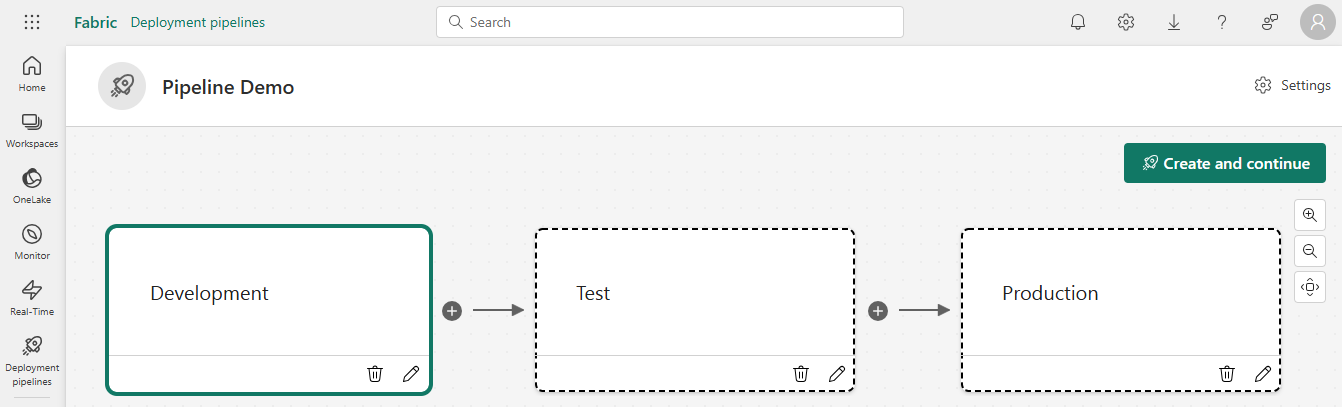 Fabric Deployment pipelines
Search
Home
Workspaces
OneLake
Monitor
Real-Time
Deployment
pipelines
Pipeline Demo
Settings
Create and continue
Development
Test
Production